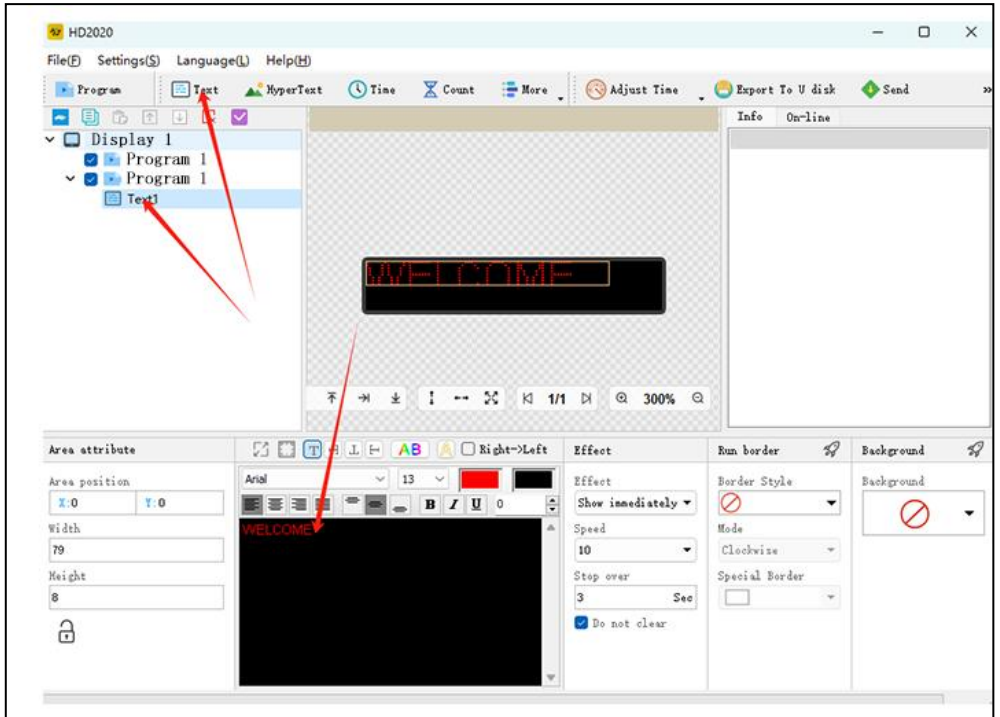 HD2020
File(F) Settings(S) Language(L) Help(H)
Program Text HyperText Time Count More Adjust Time Export To U disk Send »
Info On-line
Display 1
Program 1
Program 1
Text1
WELCOME
1/1 300%
Area attribute AB A Right->Left Effect Run border Background
Area position Arial 13 Effect Border Style Background
X:0 Y:0 B I U 0 Show immediately
Width WELCOME Speed Mode
79 10 Clockwise
Height Stop over Special Border
8 3 Sec
Do not clear